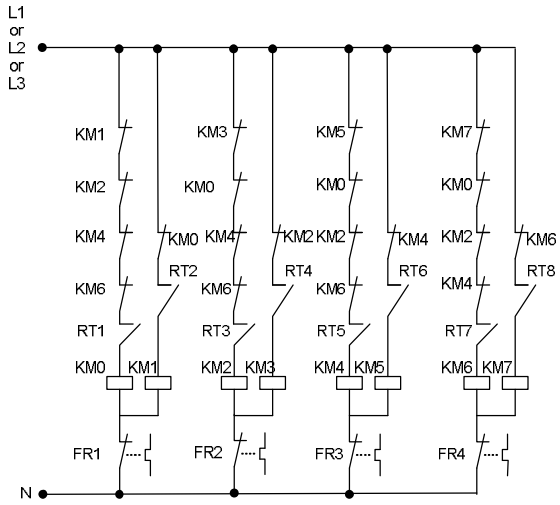 L1
or
L2
or
L3
KM1 KM3 KM5 KM7
KM2 KM0 KM0 KM0
KM4 KM0 KM4 KM2 KM2 KM4 KM2 KM6
KM6 RT2 KM6 RT4 KM6 RT6 KM4 RT8
RT1 RT3 RT5 RT7
KM0 KM1 KM2 KM3 KM4 KM5 KM6 KM7
FR1 FR2 FR3 FR4
N